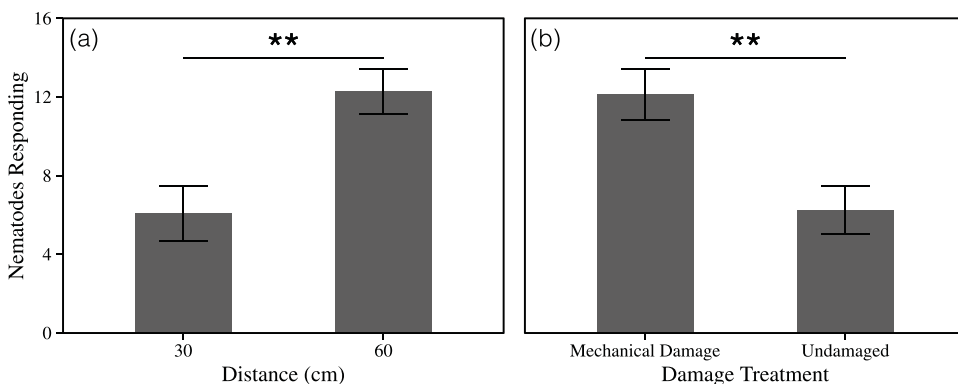 (a)
**
(b)
**
16
12
8
4
0
Nematodes Responding
30
60
Mechanical Damage
Undamaged
Distance (cm)
Damage Treatment